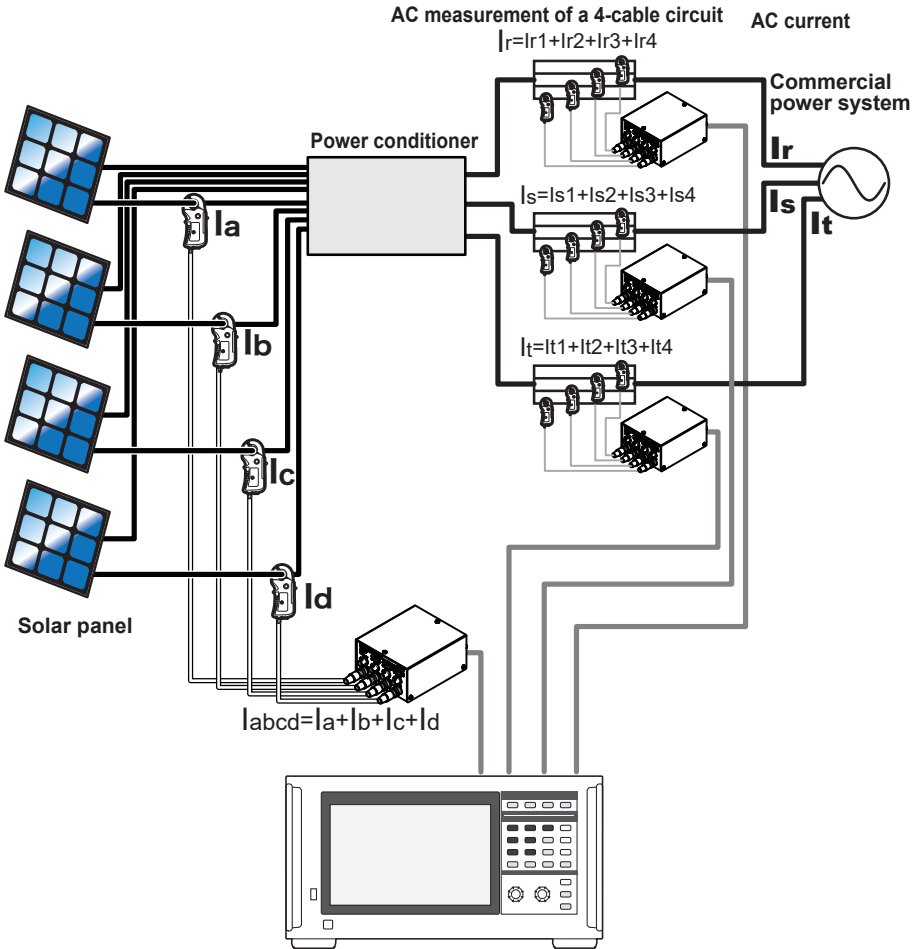 AC measurement of a 4-cable circuit
AC current
Ir=Ir1+Ir2+Ir3+Ir4
Commercial
power system
Power conditioner
Ir
Is=Is1+Is2+Is3+Is4
Is
Ia
It
Ib
It=It1+It2+It3+It4
Ic
Id
Solar panel
Iabcd=Ia+Ib+Ic+Id